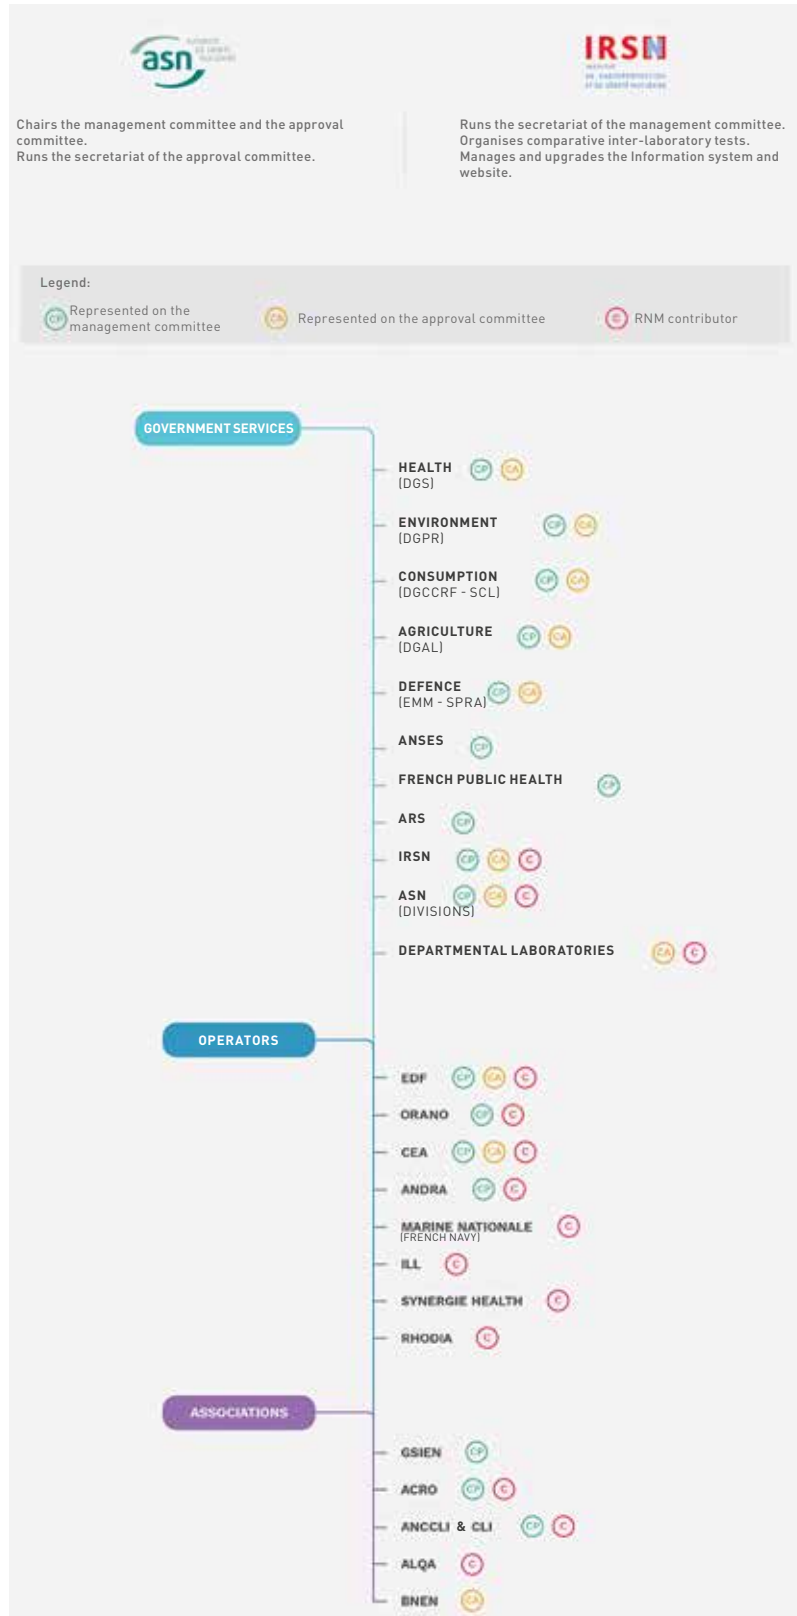 asn
IRSN
Chairs the management committee and the approval
committee.
Runs the secretariat of the approval committee.
Runs the secretariat of the management committee.
Organises comparative inter-laboratory tests.
Manages and upgrades the Information system and
website.
Legend:
CP Represented on the
management committee
CA Represented on the approval committee
C RNM contributor
GOVERNMENT SERVICES
HEALTH CP CA
(DGS)
ENVIRONMENT CP CA
(DGPR)
CONSUMPTION CP CA
(DGCCRF - SCL)
AGRICULTURE CP CA
(DGAL)
DEFENCE CP CA
(EMM - SPRA)
ANSES CP
FRENCH PUBLIC HEALTH CP
ARS CP
IRSN CP CA C
ASN CP CA C
(DIVISIONS)
DEPARTMENTAL LABORATORIES CA C
OPERATORS
EDF CP CA C
ORANO CP C
CEA CP CA C
ANDRA CP C
MARINE NATIONALE C
(FRENCH NAVY)
ILL C
SYNERGIE HEALTH C
RHODIA C
ASSOCIATIONS
GSIEN CP
ACRO CP C
ANCCLI & CLI CP C
ALQA C
BNEN CA